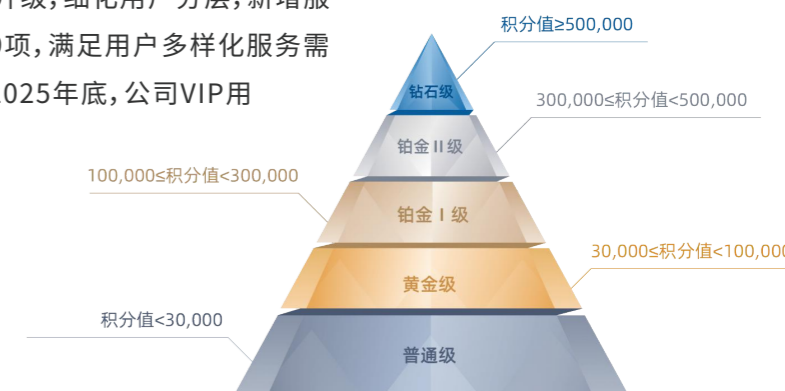 升级，细化用户分层，新增服
项，满足用户多样化服务需
2025年底，公司VIP用
积分值≥500,000
钻石级
300,000≤积分值<500,000
铂金Ⅱ级
100,000≤积分值<300,000
铂金Ⅰ级
30,000≤积分值<100,000
黄金级
积分值<30,000
普通级